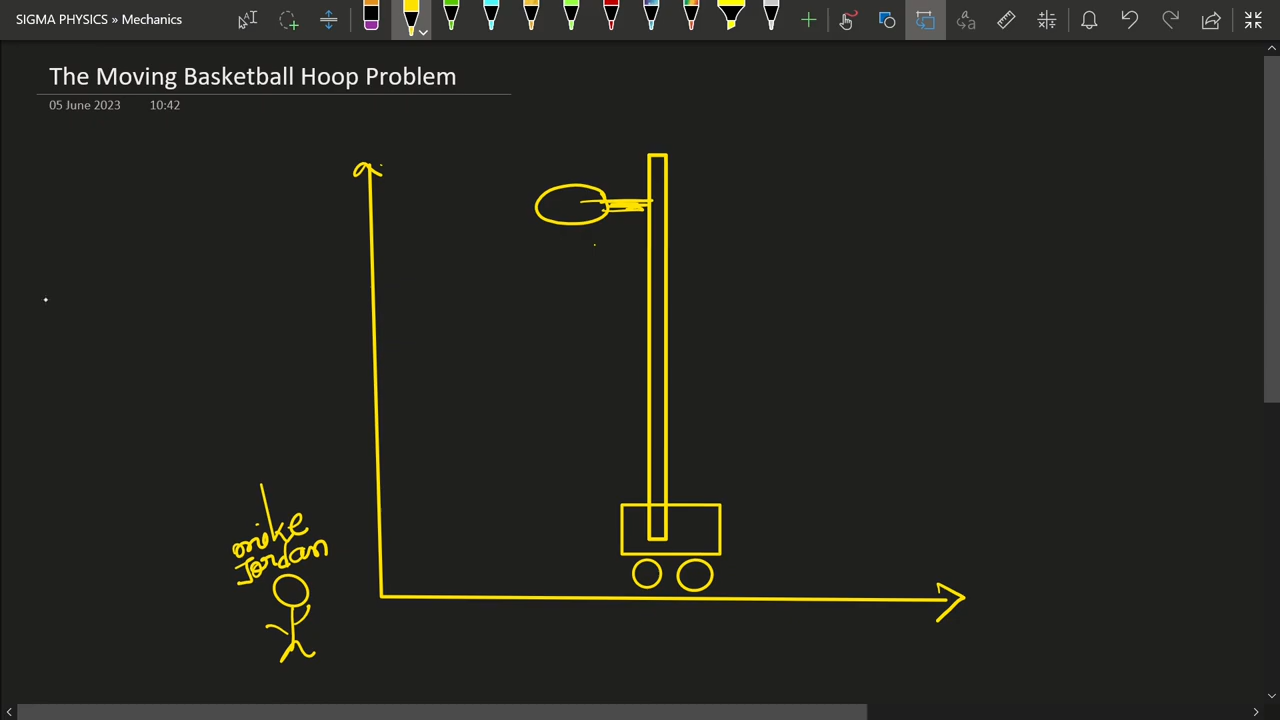 SIGMA PHYSICS » Mechanics
The Moving Basketball Hoop Problem
05 June 2023 10:42
mike
Jordan